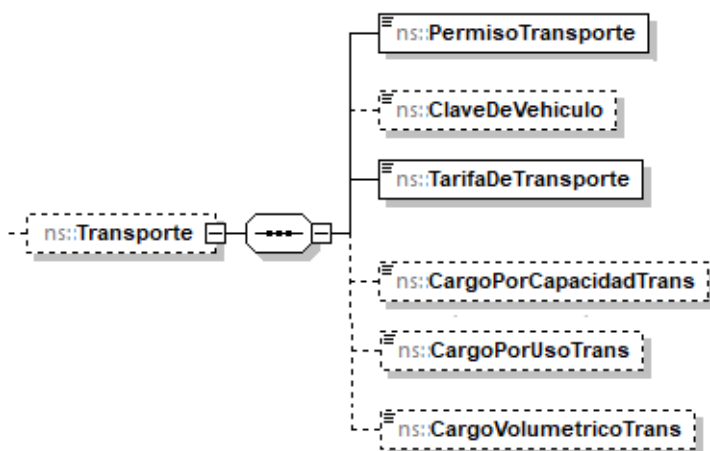 ns::PermisoTransporte
ns::ClaveDeVehiculo
ns::TarifaDeTransporte
ns::Transporte
ns::CargoPorCapacidadTrans
ns::CargoPorUsoTrans
ns::CargoVolumetricoTrans